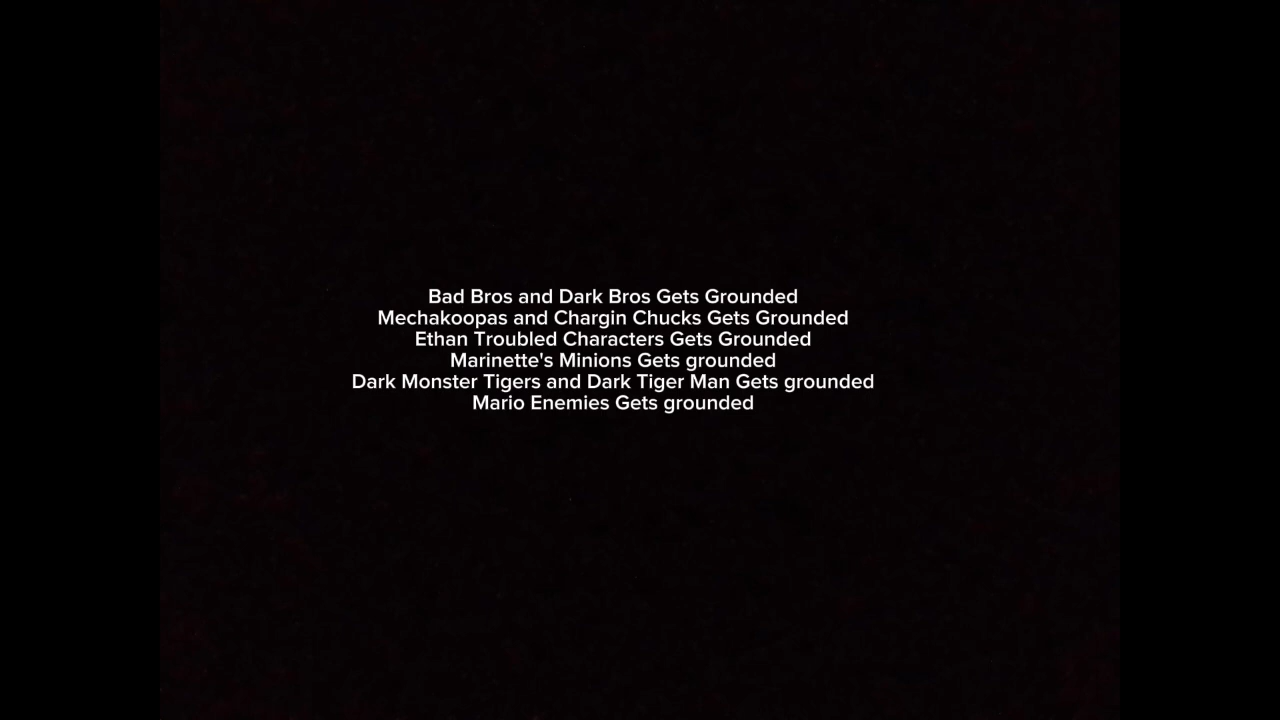 Bad Bros and Dark Bros Gets Grounded
Mechakoopas and Chargin Chucks Gets Grounded
Ethan Troubled Characters Gets Grounded
Marinette's Minions Gets grounded
Dark Monster Tigers and Dark Tiger Man Gets grounded
Mario Enemies Gets grounded